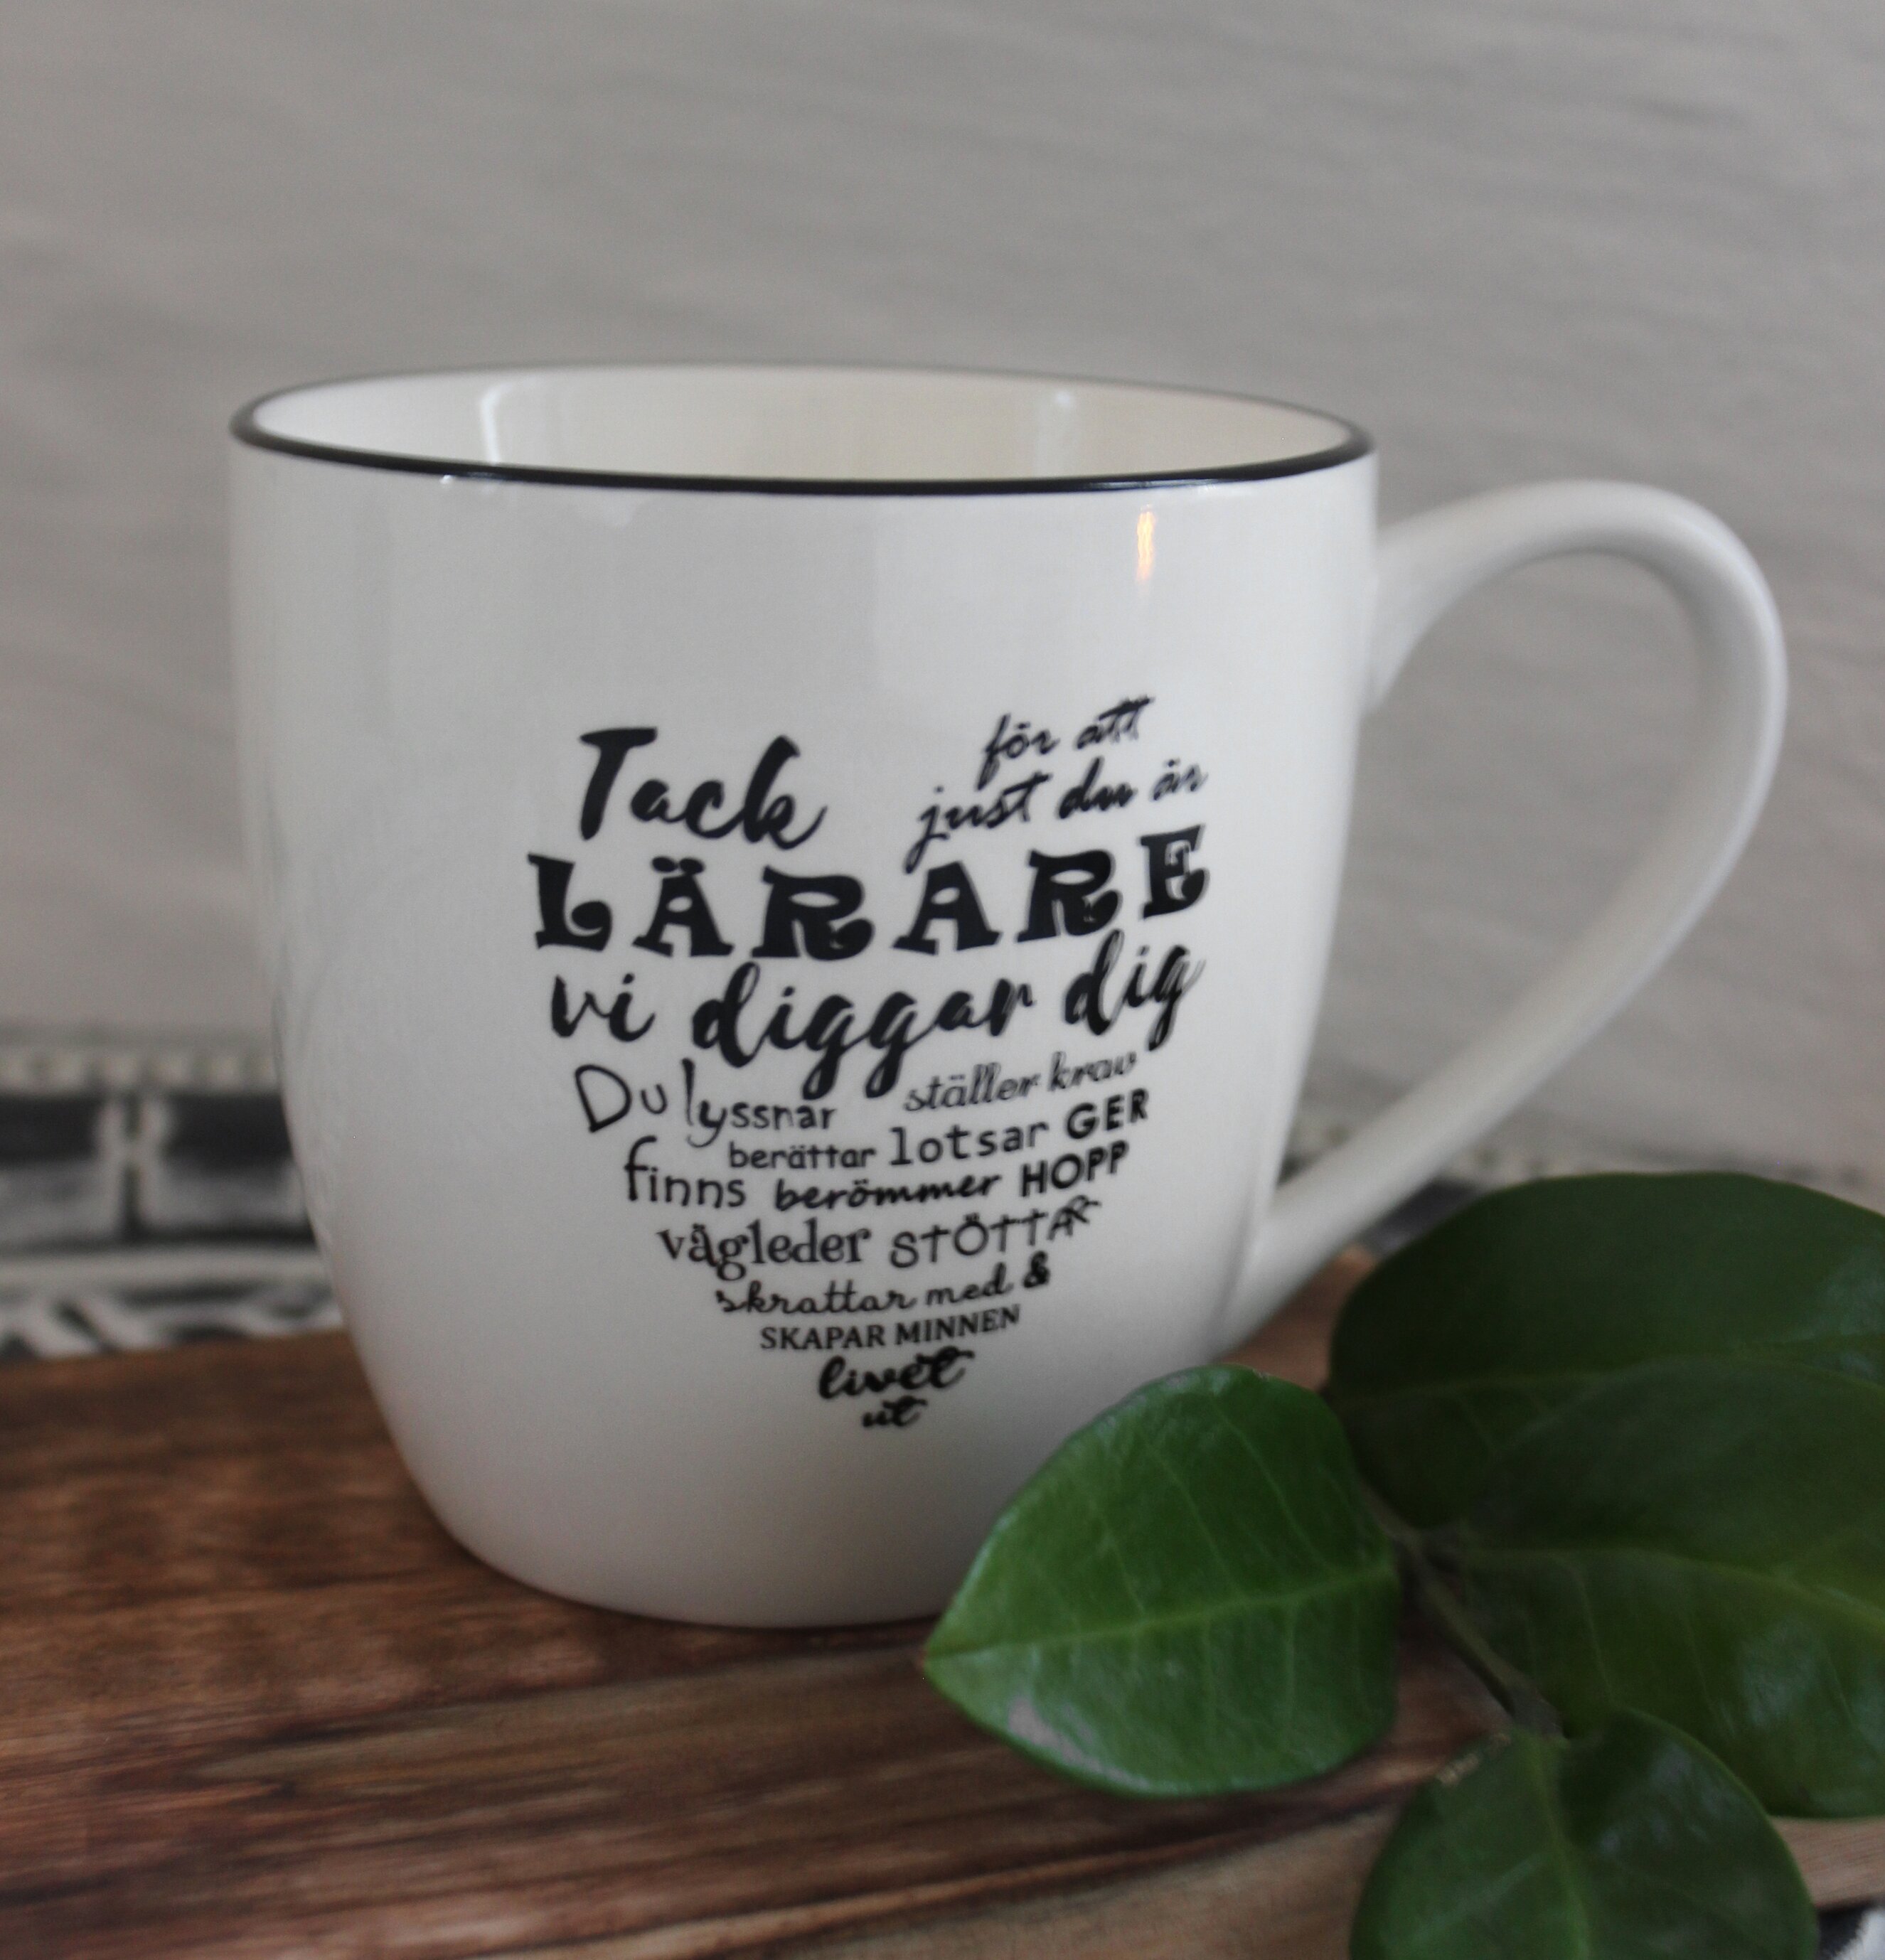 Tack för att
just du är
LÄRARE
vi diggar dig
Du lyssnar ställer krav
berättar lotsar GER
finns berömmer HOPP
vägleder STÖTTAR
skrattar med &
SKAPAR MINNEN
livet
ut